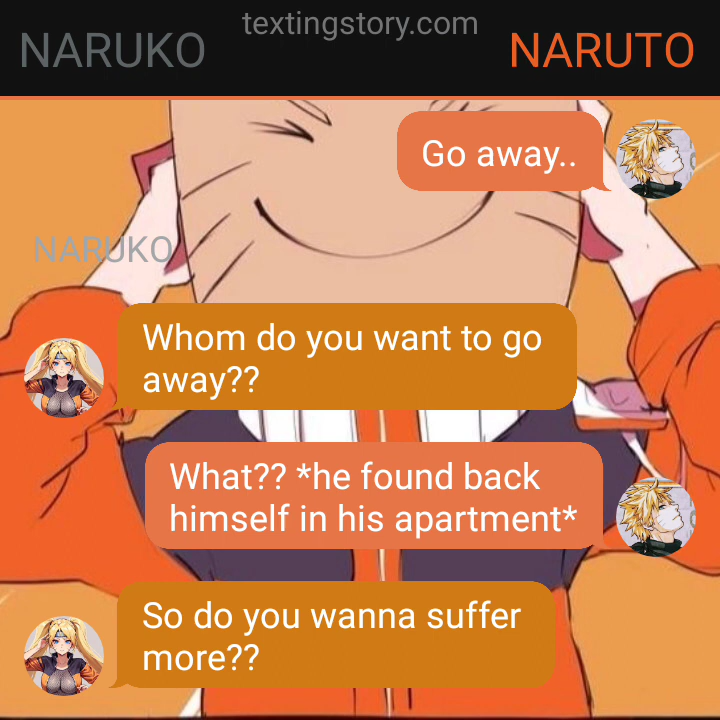 textingstory.com
NARUKO
NARUTO
Go away..
NARUKO
Whom do you want to go
away??
What?? *he found back
himself in his apartment*
So do you wanna suffer
more??